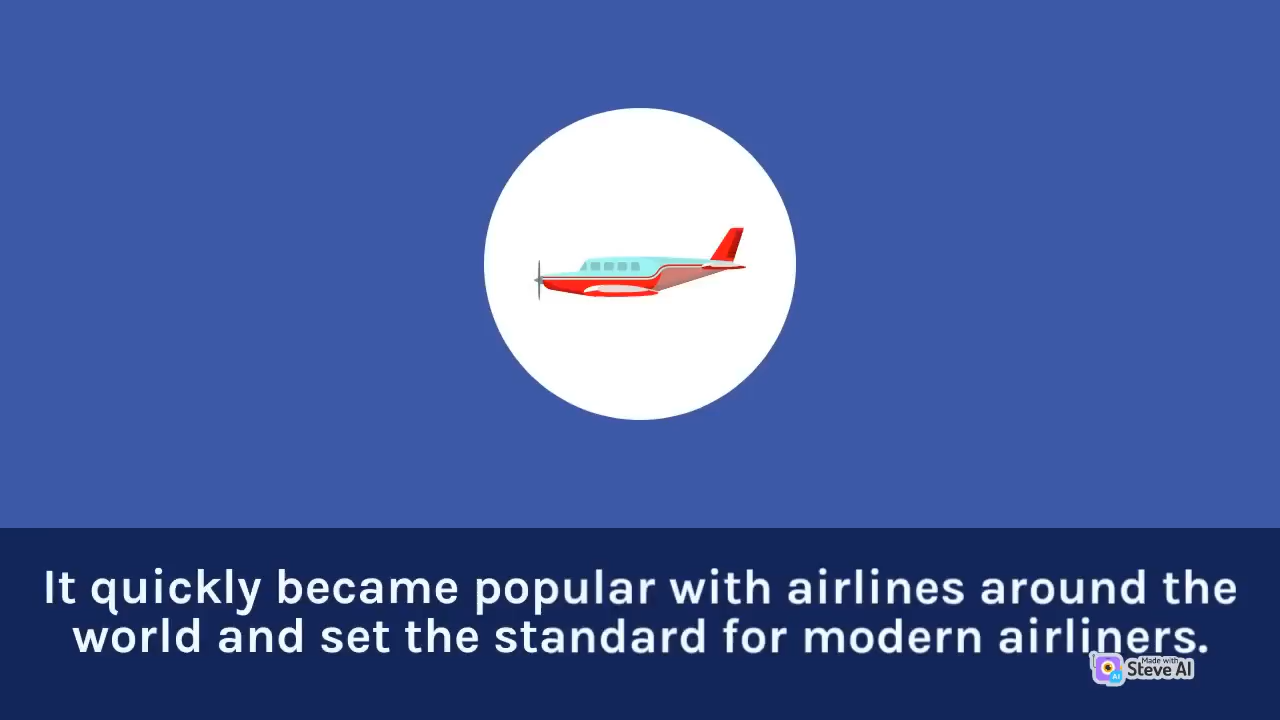 It quickly became popular with airlines around the
world and set the standard for modern airliners.
Made with
Steve AI
AI